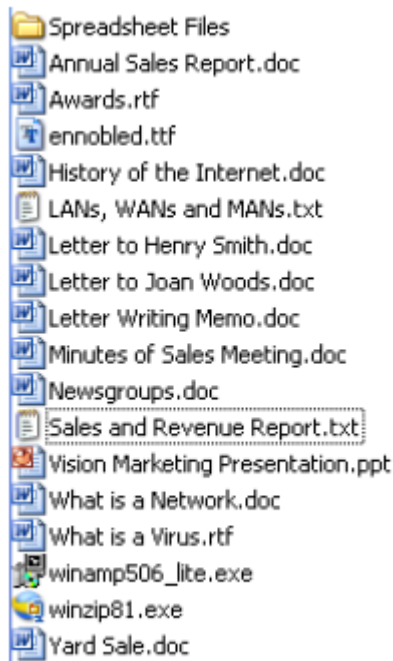 Spreadsheet Files
Annual Sales Report.doc
Awards.rtf
ennobled.ttf
History of the Internet.doc
LANs, WANs and MANs.txt
Letter to Henry Smith.doc
Letter to Joan Woods.doc
Letter Writing Memo.doc
Minutes of Sales Meeting.doc
Newsgroups.doc
Sales and Revenue Report.txt
Vision Marketing Presentation.ppt
What is a Network.doc
What is a Virus.rtf
winamp506_lite.exe
winzip81.exe
Yard Sale.doc